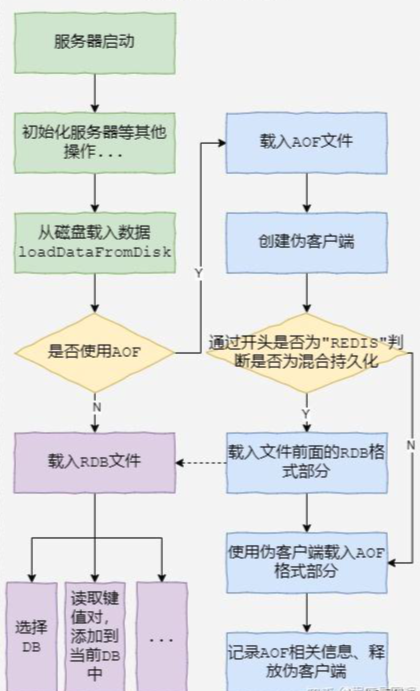 服务器启动
初始化服务器等其他
操作...
从磁盘载入数据
loadDataFromDisk
是否使用AOF
Y
N
载入RDB文件
选择
DB
读取键
值对，
添加到
当前DB
中
...
载入AOF文件
创建伪客户端
通过开头是否为"REDIS"判
断是否为混合持久化
Y
N
载入文件前面的RDB格
式部分
使用伪客户端载入AOF
格式部分
记录AOF相关信息、释
放伪客户端